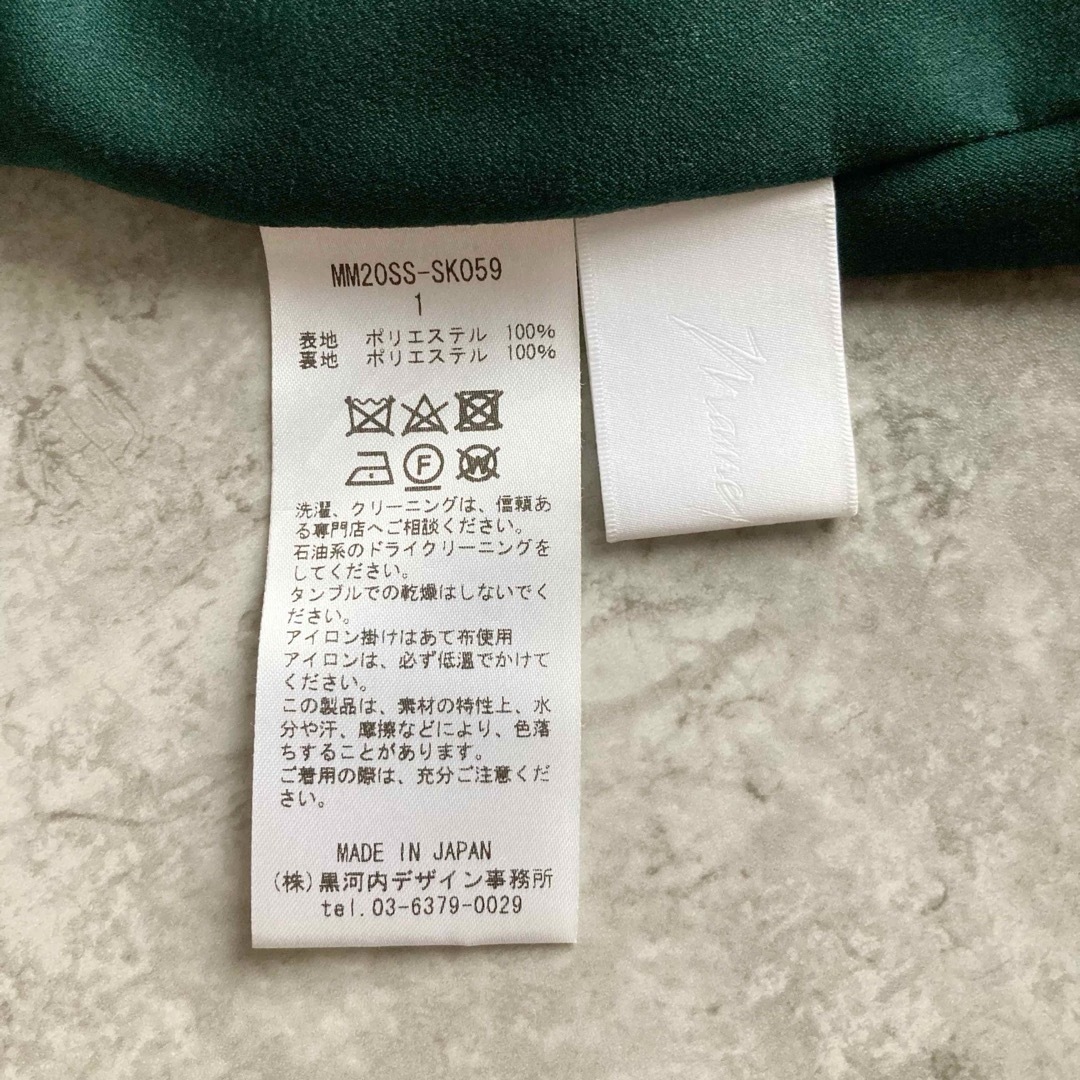 MM20SS-SK059
1
表地 ポリエステル 100%
裏地 ポリエステル 100%
F W
洗濯、クリーニングは、信頼あ
る専門店へご相談ください。
石油系のドライクリーニングを
してください。
タンブルでの乾燥はしないでく
ださい。
アイロン掛けはあて布使用
アイロンは、必ず低温でかけて
ください。
この製品は、素材の特性上、水
分や汗、摩擦などにより、色落
ちすることがあります。
ご着用の際は、充分ご注意くだ
さい。
MADE IN JAPAN
(株)黒河内デザイン事務所
tel.03-6379-0029